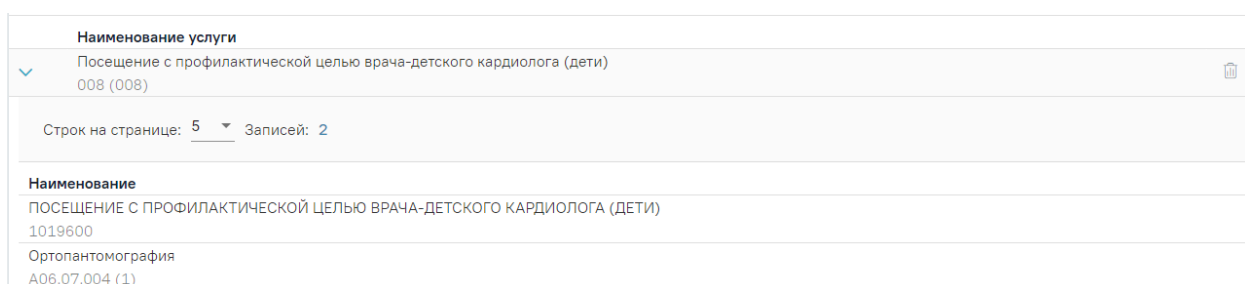 Наименование услуги
Посещение с профилактической целью врача-детского кардиолога (дети)
008 (008)
Строк на странице: 5 Записей: 2
Наименование
ПОСЕЩЕНИЕ С ПРОФИЛАКТИЧЕСКОЙ ЦЕЛЬЮ ВРАЧА-ДЕТСКОГО КАРДИОЛОГА (ДЕТИ)
1019600
Ортопантомография
A06.07.004 (1)